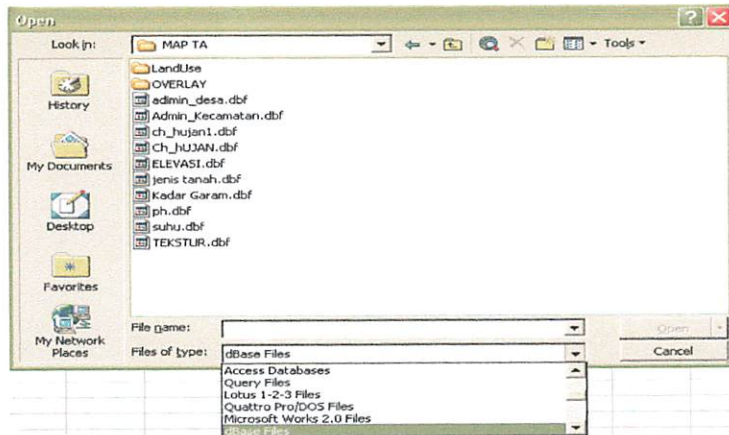 Open
Look in: MAP TA Tools
History
My Documents
Desktop
Favorites
My Network Places
LandUse
OVERLAY
adimin_desa.dbf
Admin_Kecamatan.dbf
ch_hujan1.dbf
Ch_hUJAN.dbf
ELEVASI.dbf
jenis tanah.dbf
Kadar Garam.dbf
ph.dbf
suhu.dbf
TEKSTUR.dbf
File name: Open
Files of type: dBase Files Cancel
Access Databases
Query Files
Lotus 1-2-3 Files
Quattro Pro/DOS Files
Microsoft Works 2.0 Files
dBase Files